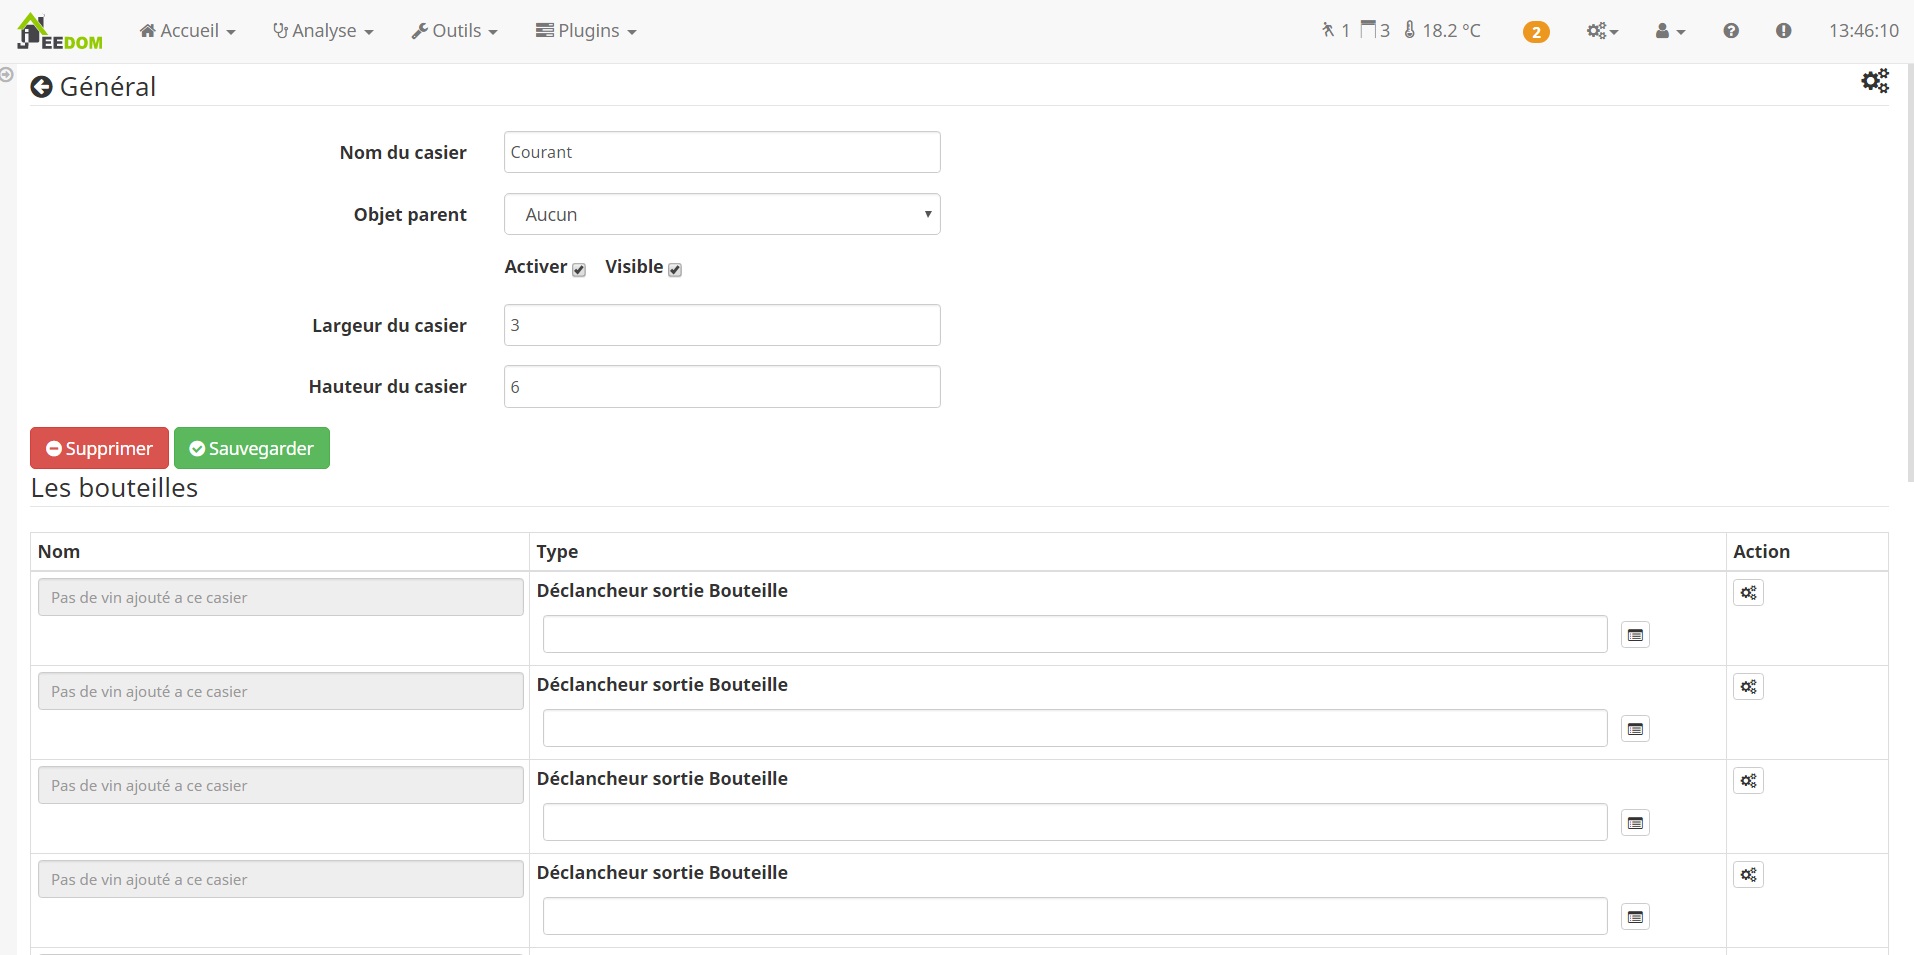 JEEDOM Accueil Analyse Outils Plugins 1 3 18.2 °C 2 13:46:10
Général
Nom du casier Courant
Objet parent Aucun
Activer Visible
Largeur du casier 3
Hauteur du casier 6
Supprimer Sauvegarder
Les bouteilles
Nom Type Action
Pas de vin ajouté a ce casier Déclancheur sortie Bouteille
Pas de vin ajouté a ce casier Déclancheur sortie Bouteille
Pas de vin ajouté a ce casier Déclancheur sortie Bouteille
Pas de vin ajouté a ce casier Déclancheur sortie Bouteille